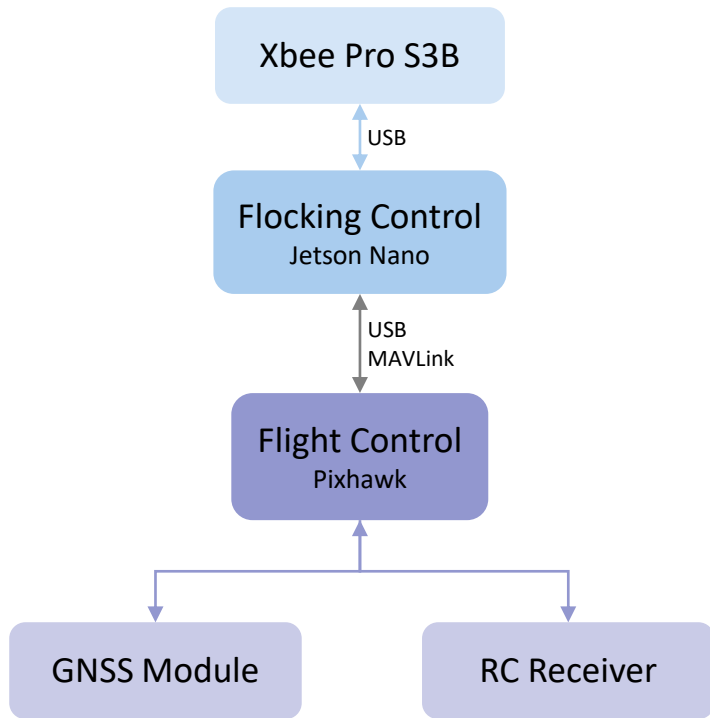 Xbee Pro S3B
USB
Flocking Control
Jetson Nano
USB
MAVLink
Flight Control
Pixhawk
GNSS Module
RC Receiver